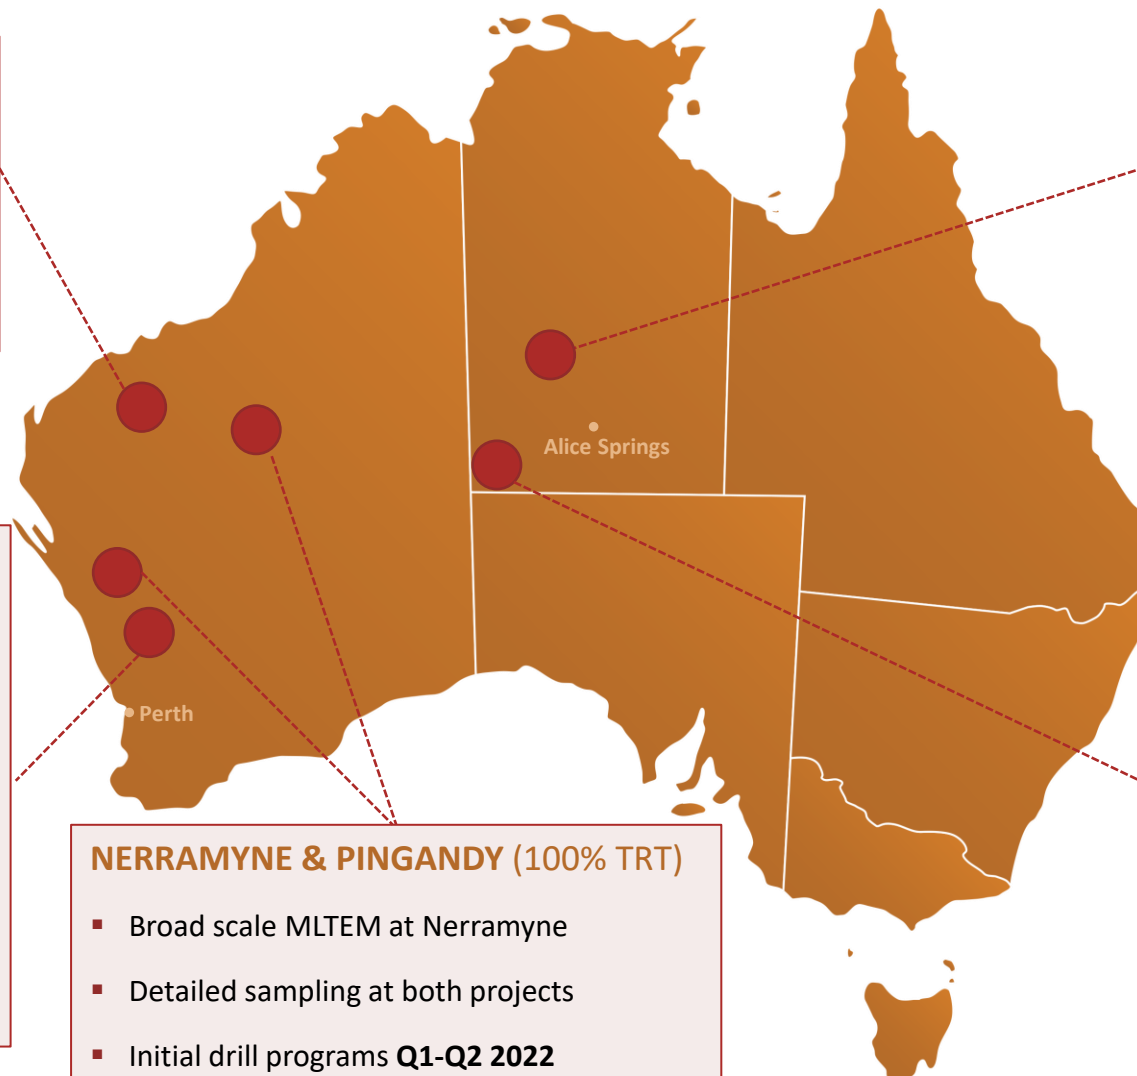 Alice Springs
Perth
NERRAMYNE & PINGANDY (100% TRT)
▪ Broad scale MLTEM at Nerramyne
▪ Detailed sampling at both projects
▪ Initial drill programs Q1-Q2 2022